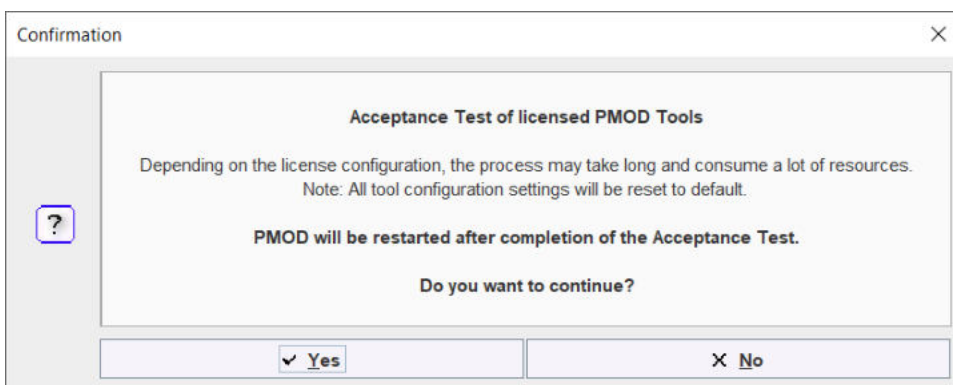 Confirmation
Acceptance Test of licensed PMOD Tools
Depending on the license configuration, the process may take long and consume a lot of resources.
Note: All tool configuration settings will be reset to default.
?
PMOD will be restarted after completion of the Acceptance Test.
Do you want to continue?
Yes
No